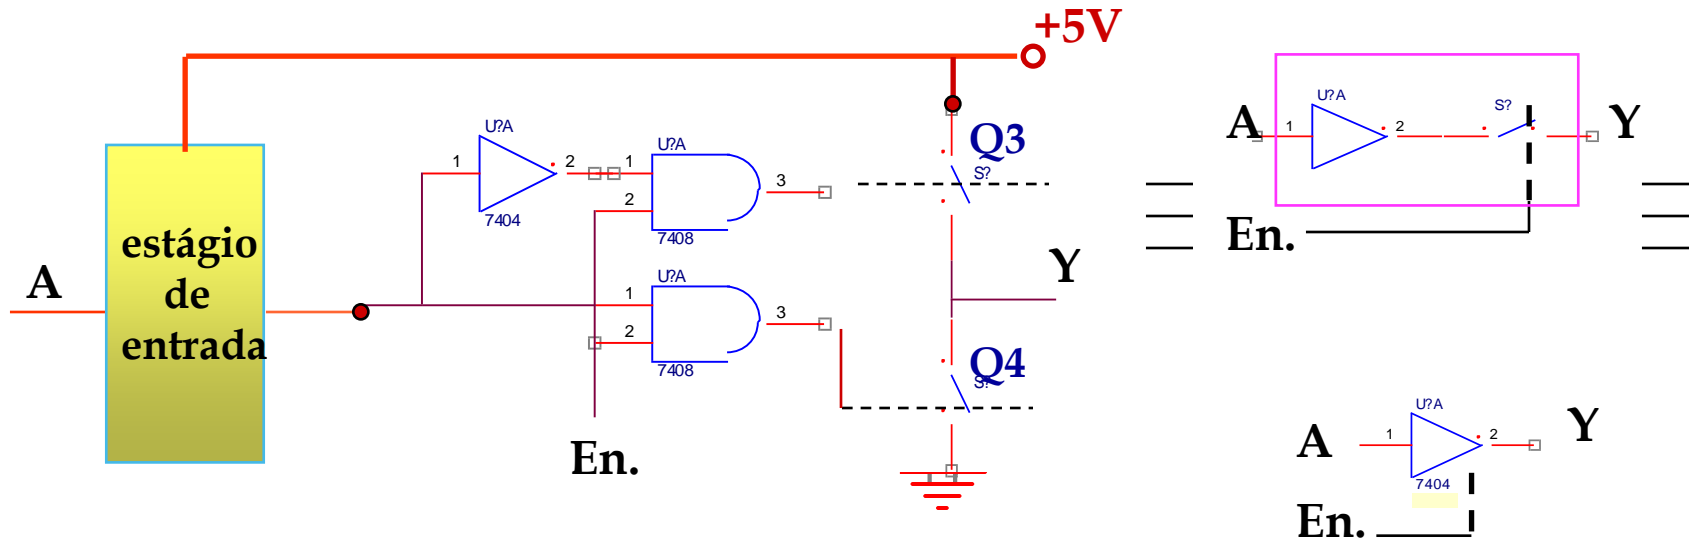 +5V
A
estágio
de
entrada
U?A
1
2
7404
U?A
1
2
3
7408
U?A
1
2
3
7408
En.
Q3
S?
Y
Q4
S?
A
U?A
1
2
S?
Y
En.
A
U?A
1
2
7404
Y
En.